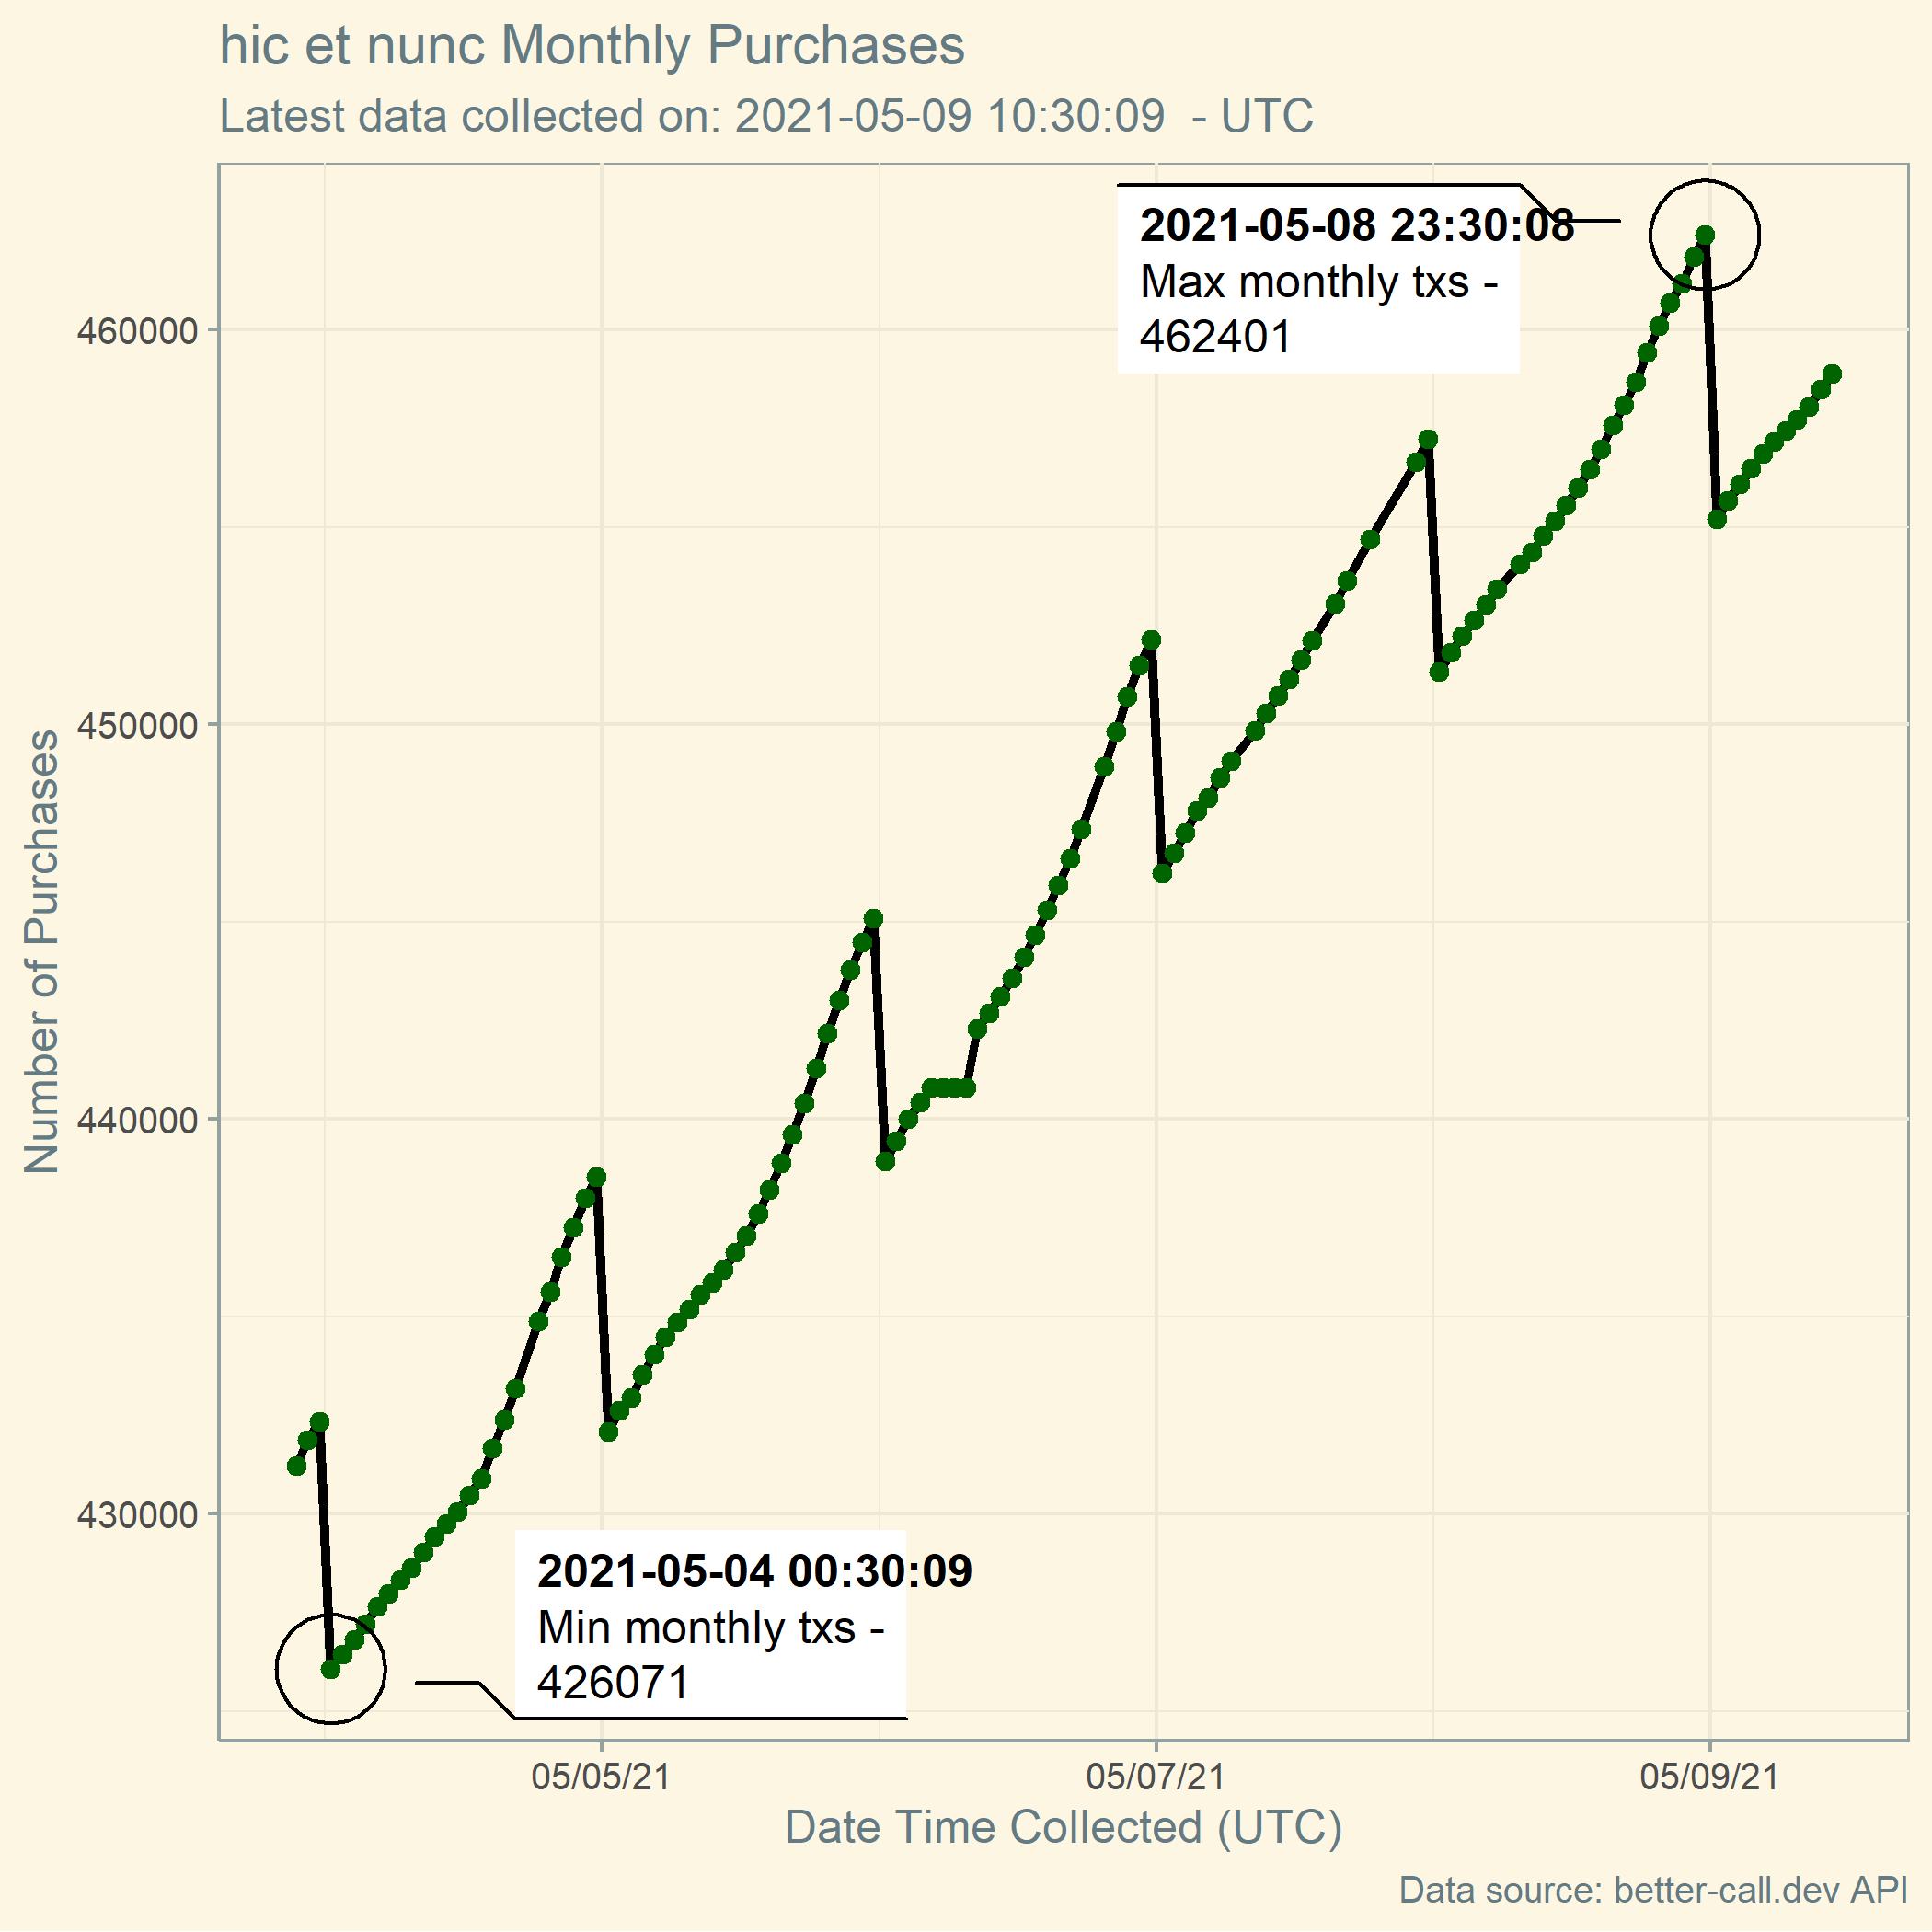 hic et nunc Monthly Purchases
Latest data collected on: 2021-05-09 10:30:09  - UTC
2021-05-08 23:30:08
Max monthly txs -
462401
460000
450000
440000
430000
Number of Purchases
2021-05-04 00:30:09
Min monthly txs -
426071
05/05/21
05/07/21
05/09/21
Date Time Collected (UTC)
Data source: better-call.dev API